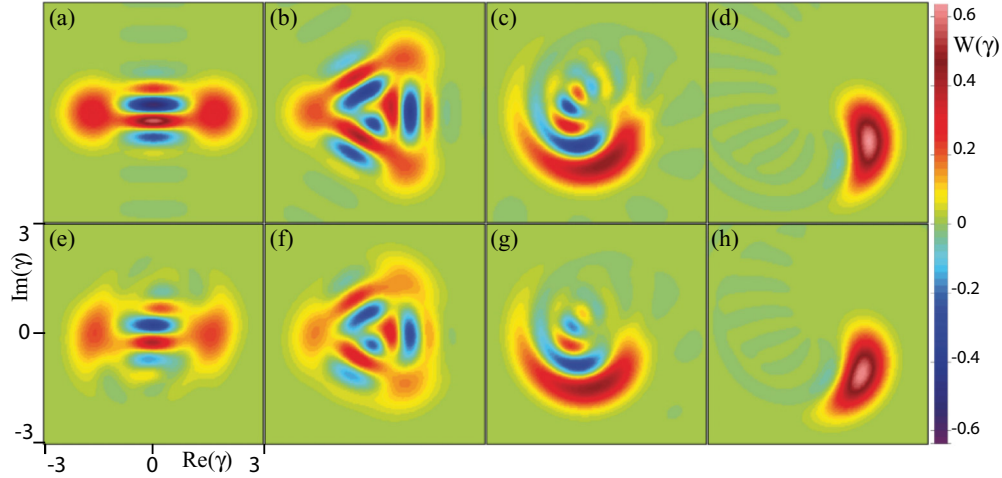 (a) (b) (c) (d) 0.6
W(γ)
0.4
0.2
(e) (f) (g) (h) 0
3
Im(γ)
0
-3
-0.2
-0.4
-0.6
-3 0 Re(γ) 3